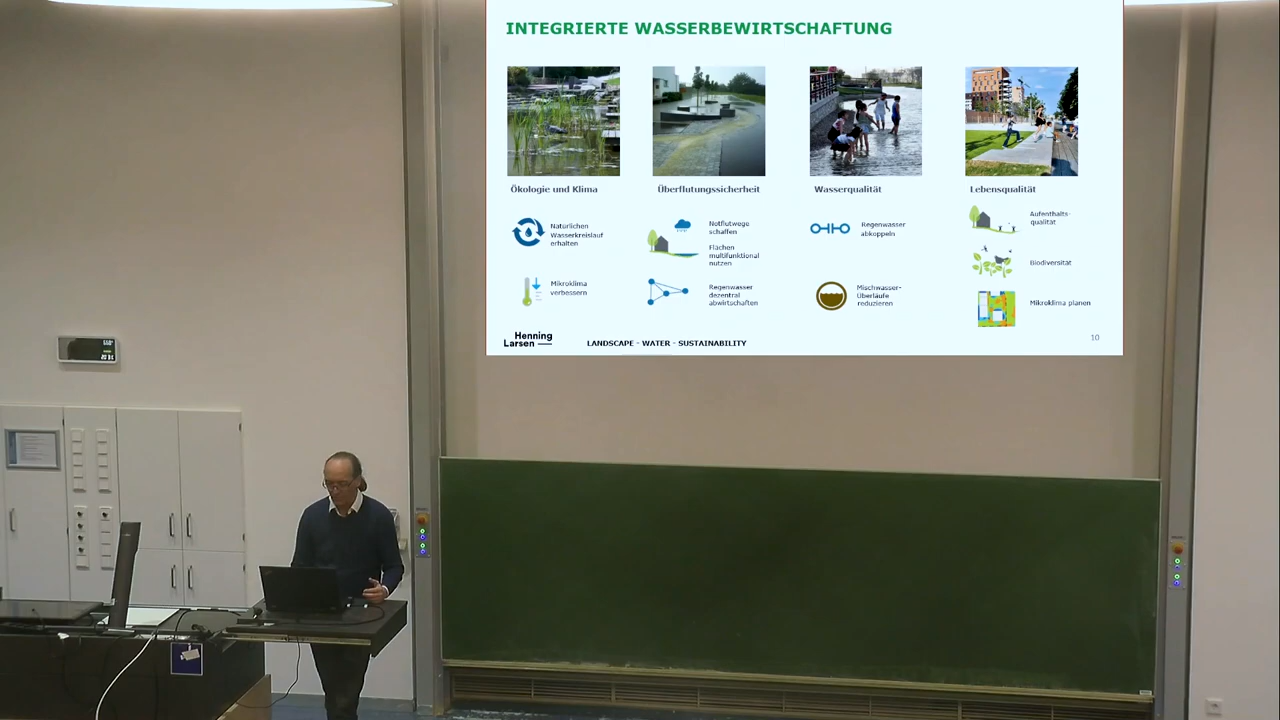 INTEGRIERTE WASSERBEWIRTSCHAFTUNG
Ökologie und Klima
Natürlichen
Wasserkreislauf
erhalten
Mikroklima
verbessern
Überflutungssicherheit
Notflutwege
schaffen
Flächen
multifunktional
nutzen
Regenwasser
dezentral
abwirtschaften
Wasserqualität
Regenwasser
abkoppeln
Mischwasser-
Überläufe
reduzieren
Lebensqualität
Aufenthalts-
qualität
Biodiversität
Mikroklima planen
Henning
Larsen
LANDSCAPE - WATER - SUSTAINABILITY
10